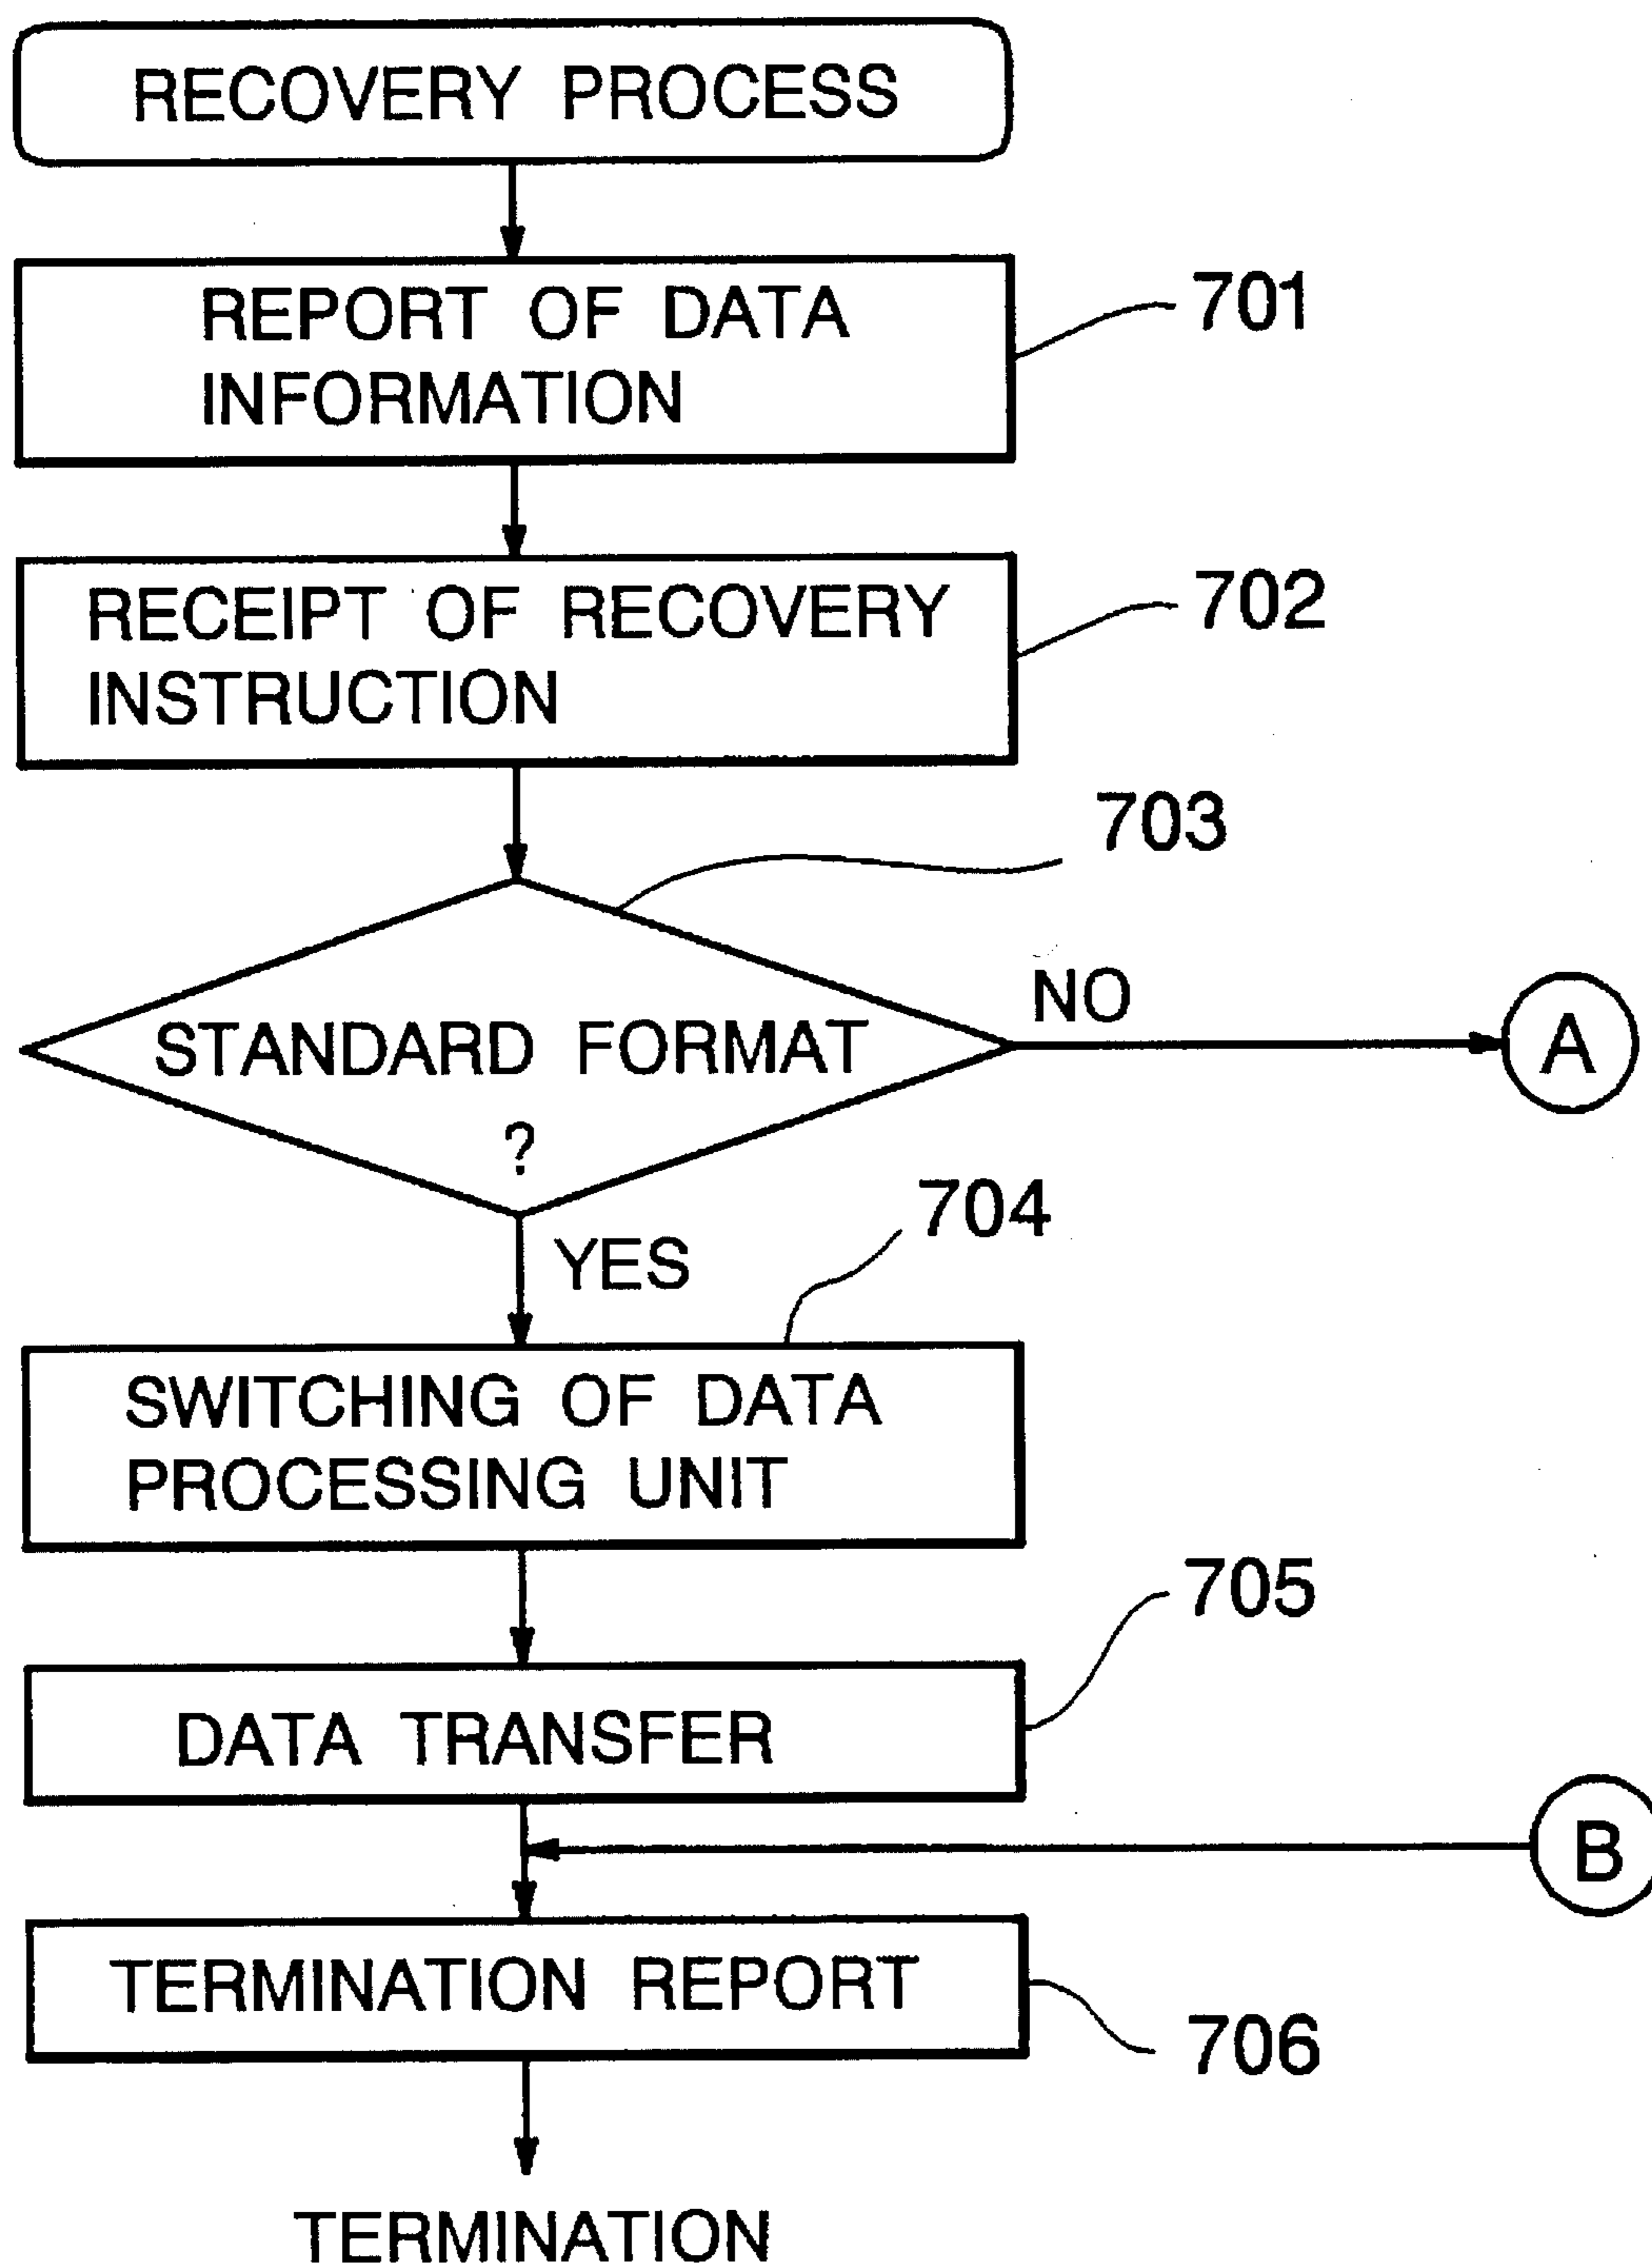 RECOVERY PROCESS
REPORT OF DATA
INFORMATION
701
RECEIPT OF RECOVERY
INSTRUCTION
702
703
STANDARD FORMAT
?
NO
A
YES
704
SWITCHING OF DATA
PROCESSING UNIT
705
DATA TRANSFER
B
TERMINATION REPORT
706
TERMINATION